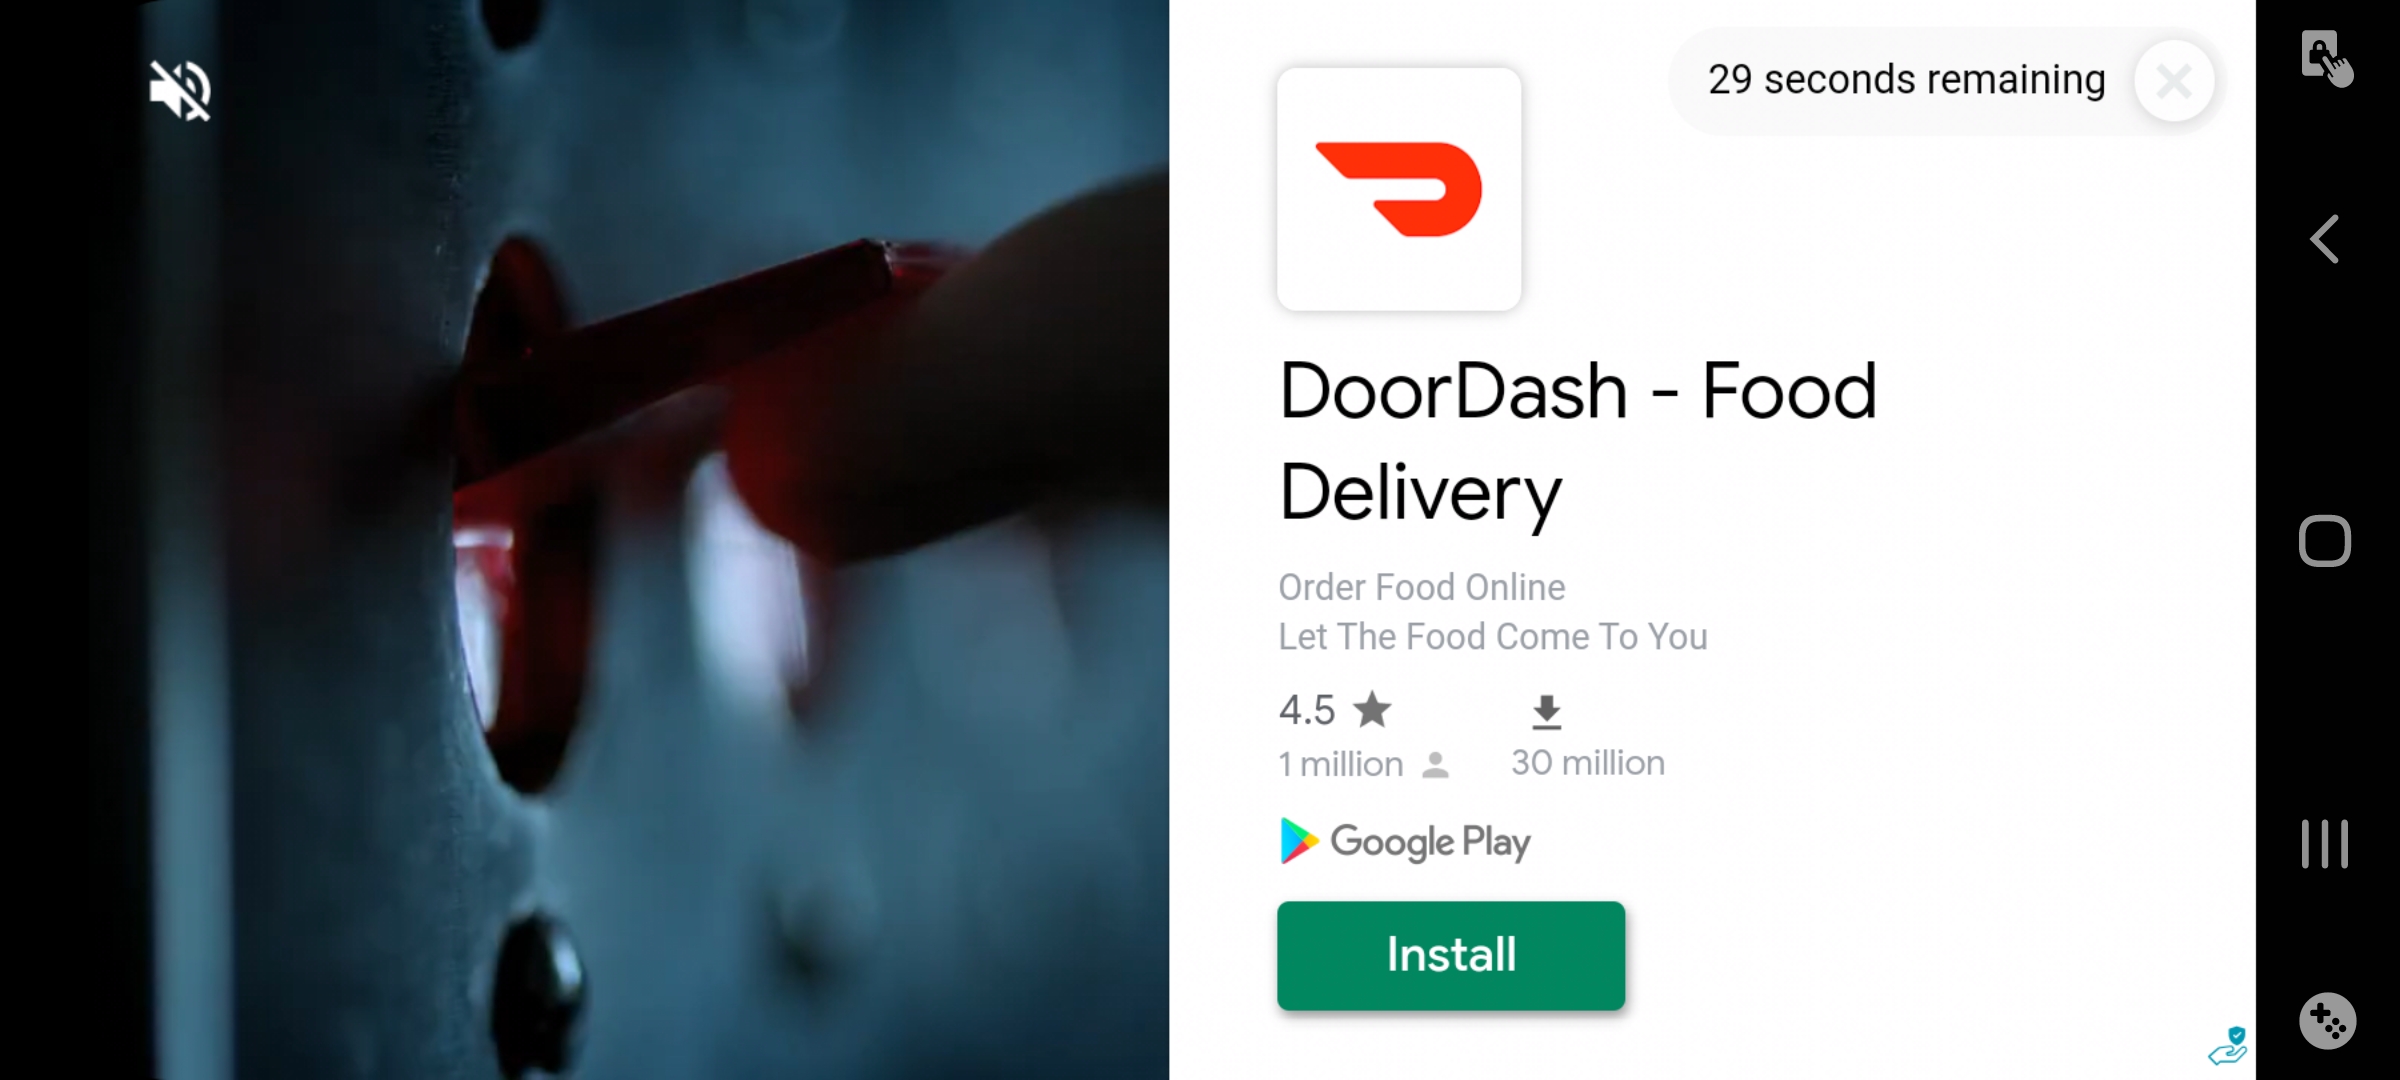 29 seconds remaining
DoorDash - Food
Delivery
Order Food Online
Let The Food Come To You
4.5
1 million
30 million
Google Play
Install